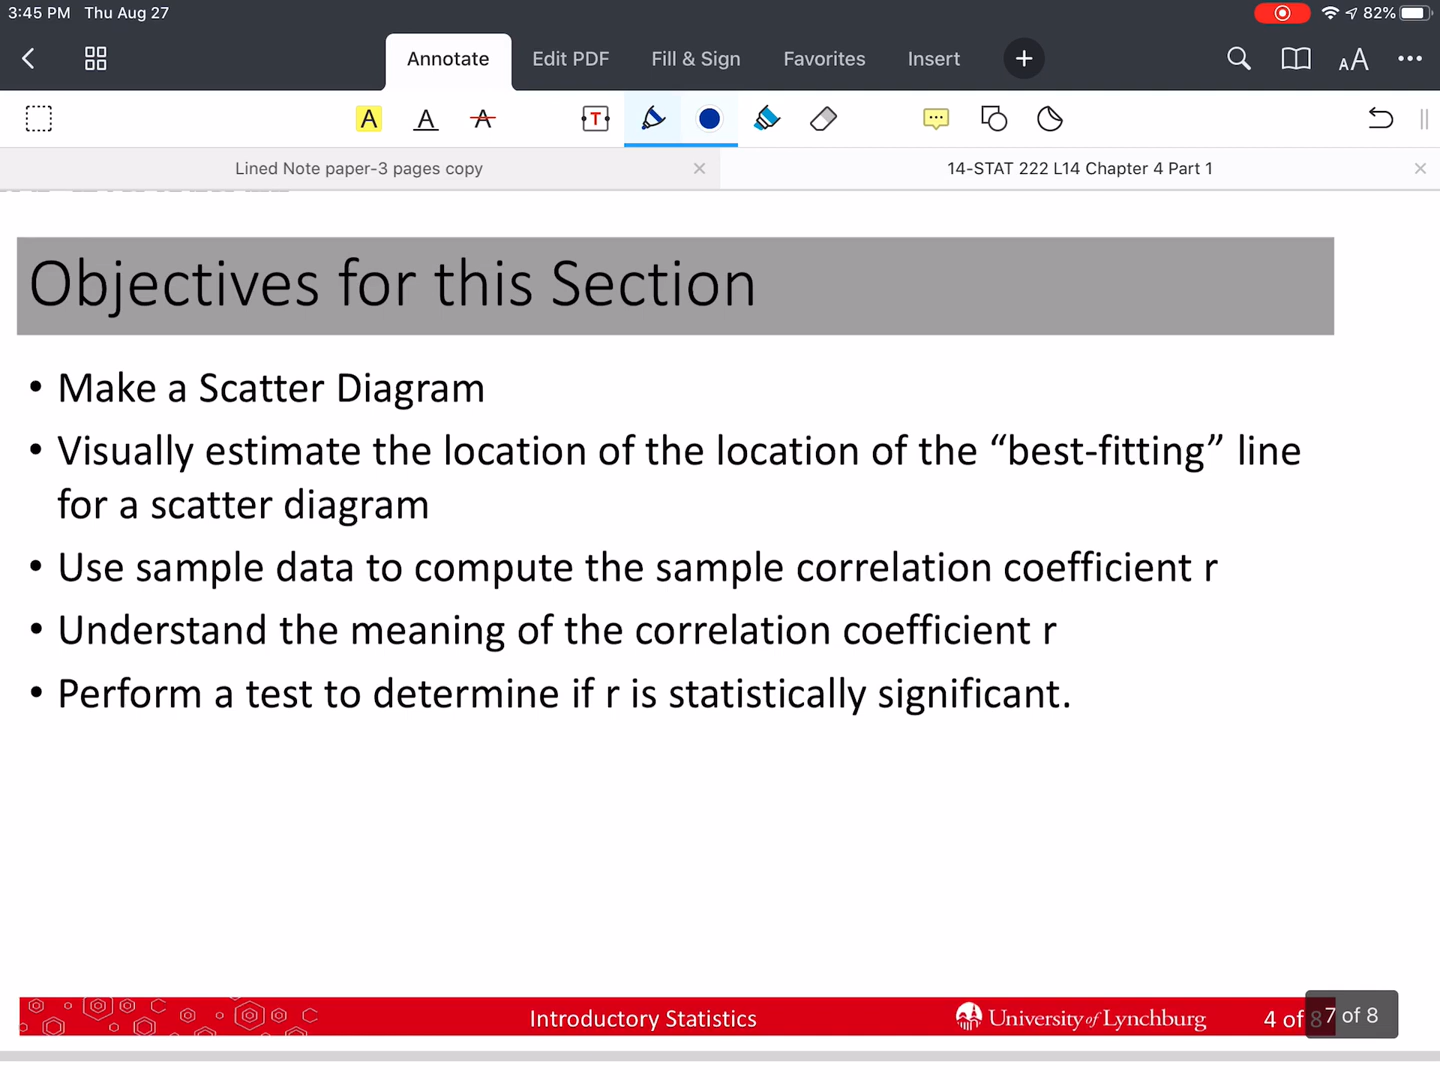 3:45 PM Thu Aug 27
82%
Annotate Edit PDF Fill & Sign Favorites Insert
A A A T AA
Lined Note paper-3 pages copy
14-STAT 222 L14 Chapter 4 Part 1
Objectives for this Section
• Make a Scatter Diagram
• Visually estimate the location of the location of the “best-fitting” line
for a scatter diagram
• Use sample data to compute the sample correlation coefficient r
• Understand the meaning of the correlation coefficient r
• Perform a test to determine if r is statistically significant.
Introductory Statistics
University of Lynchburg
4 of 8
7 of 8